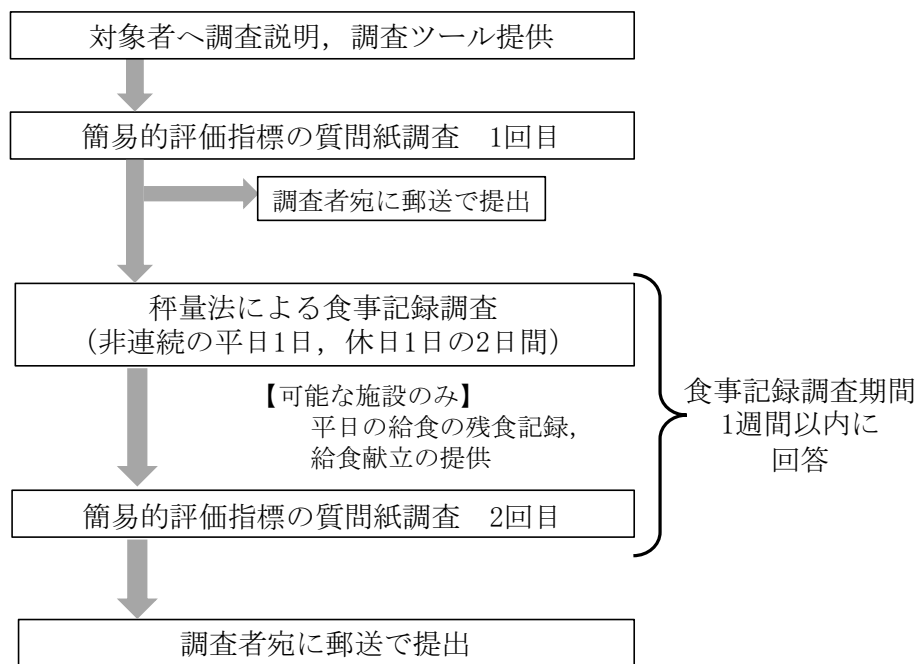 対象者へ調査説明，調査ツール提供
簡易的評価指標の質問紙調査　1回目
調査者宛に郵送で提出
秤量法による食事記録調査
（非連続の平日1日，休日1日の2日間）
【可能な施設のみ】
平日の給食の残食記録，
給食献立の提供
食事記録調査期間
1週間以内に
回答
簡易的評価指標の質問紙調査　2回目
調査者宛に郵送で提出